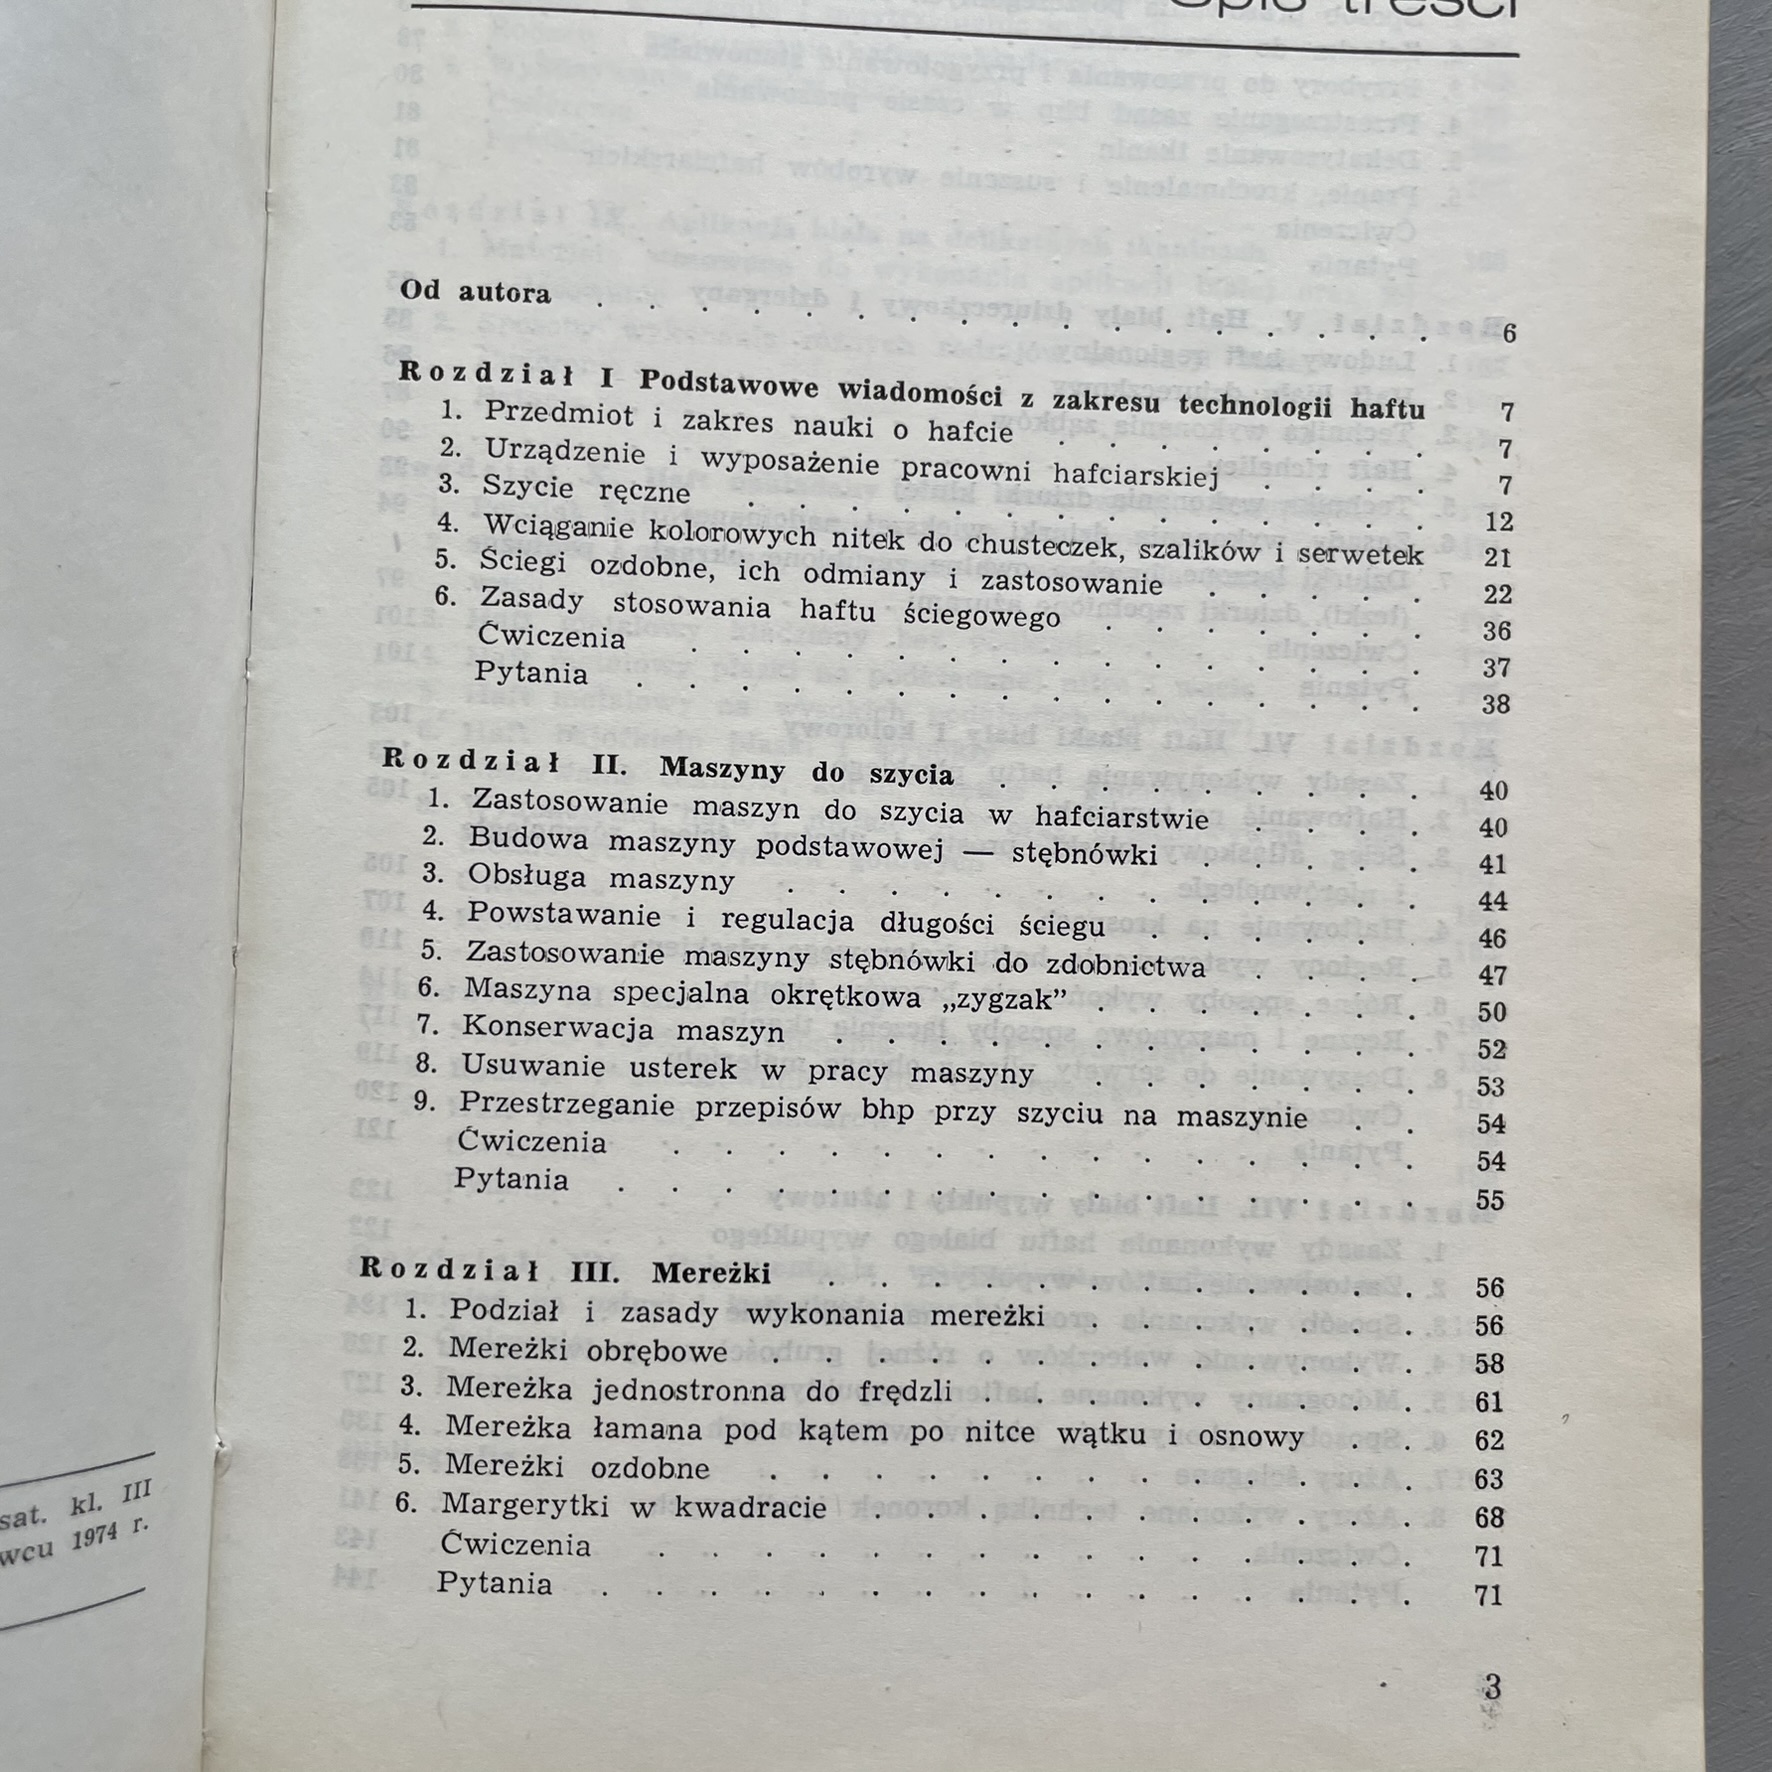 Spis treści
Od autora . . . . . . . . . . . . . . . . . 6
Rozdział I Podstawowe wiadomości z zakresu technologii haftu 7
1. Przedmiot i zakres nauki o hafcie . . . . . . . . 7
2. Urządzenie i wyposażenie pracowni hafciarskiej . . . . 7
3. Szycie ręczne . . . . . . . . . . . . . . 12
4. Wciąganie kolorowych nitek do chusteczek, szalików i serwetek 21
5. Ściegi ozdobne, ich odmiany i zastosowanie . . . . . 22
6. Zasady stosowania haftu ściegowego . . . . . . . 36
Ćwiczenia . . . . . . . . . . . . . . . 37
Pytania . . . . . . . . . . . . . . . . 38
Rozdział II. Maszyny do szycia . . . . . . . . . 40
1. Zastosowanie maszyn do szycia w hafciarstwie . . . . 40
2. Budowa maszyny podstawowej — stębnówki . . . . . 41
3. Obsługa maszyny . . . . . . . . . . . . . 44
4. Powstawanie i regulacja długości ściegu . . . . . . 46
5. Zastosowanie maszyny stębnówki do zdobnictwa . . . . 47
6. Maszyna specjalna okrętkowa „zygzak” . . . . . . . 50
7. Konserwacja maszyn . . . . . . . . . . . . 52
8. Usuwanie usterek w pracy maszyny . . . . . . . 53
9. Przestrzeganie przepisów bhp przy szyciu na maszynie . . 54
Ćwiczenia . . . . . . . . . . . . . . . 54
Pytania . . . . . . . . . . . . . . . . 55
Rozdział III. Mereżki . . . . . . . . . . . . 56
1. Podział i zasady wykonania mereżki . . . . . . . 56
2. Mereżki obrębowe . . . . . . . . . . . . . 58
3. Mereżka jednostronna do frędzli . . . . . . . . . 61
4. Mereżka łamana pod kątem po nitce wątku i osnowy . . 62
5. Mereżki ozdobne . . . . . . . . . . . . . 63
6. Margerytki w kwadracie . . . . . . . . . . . 68
Ćwiczenia . . . . . . . . . . . . . . . 71
Pytania . . . . . . . . . . . . . . . . 71
3
sat. kl. III
wcu 1974 r.